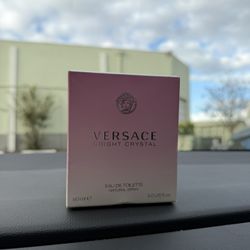 VERSACE
BRIGHT CRYSTAL
EAU DE TOILETTE
NATURAL SPRAY